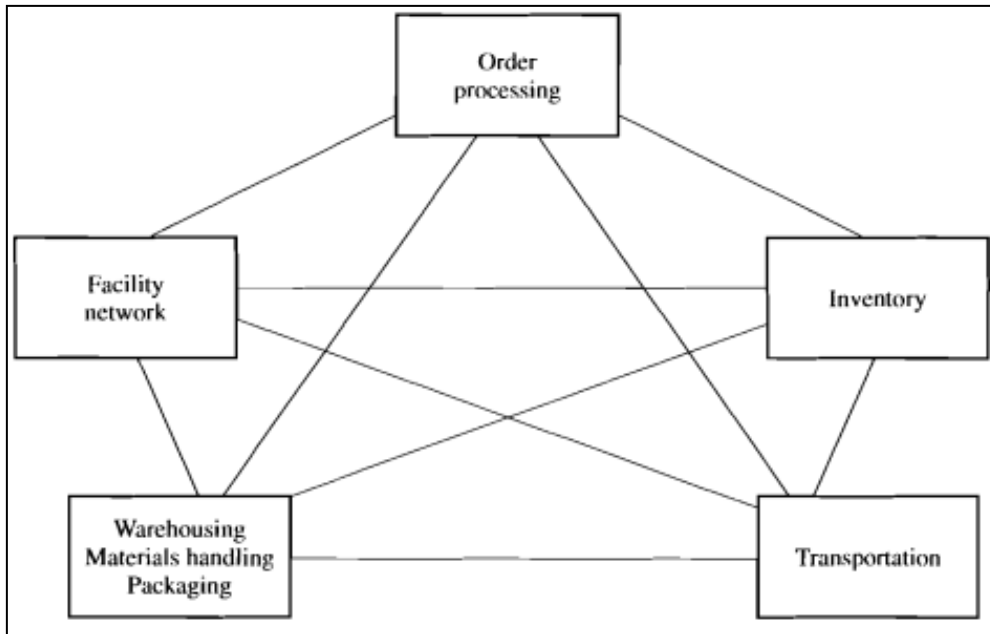 Order
processing
Facility
network
Inventory
Warehousing
Materials handling
Packaging
Transportation